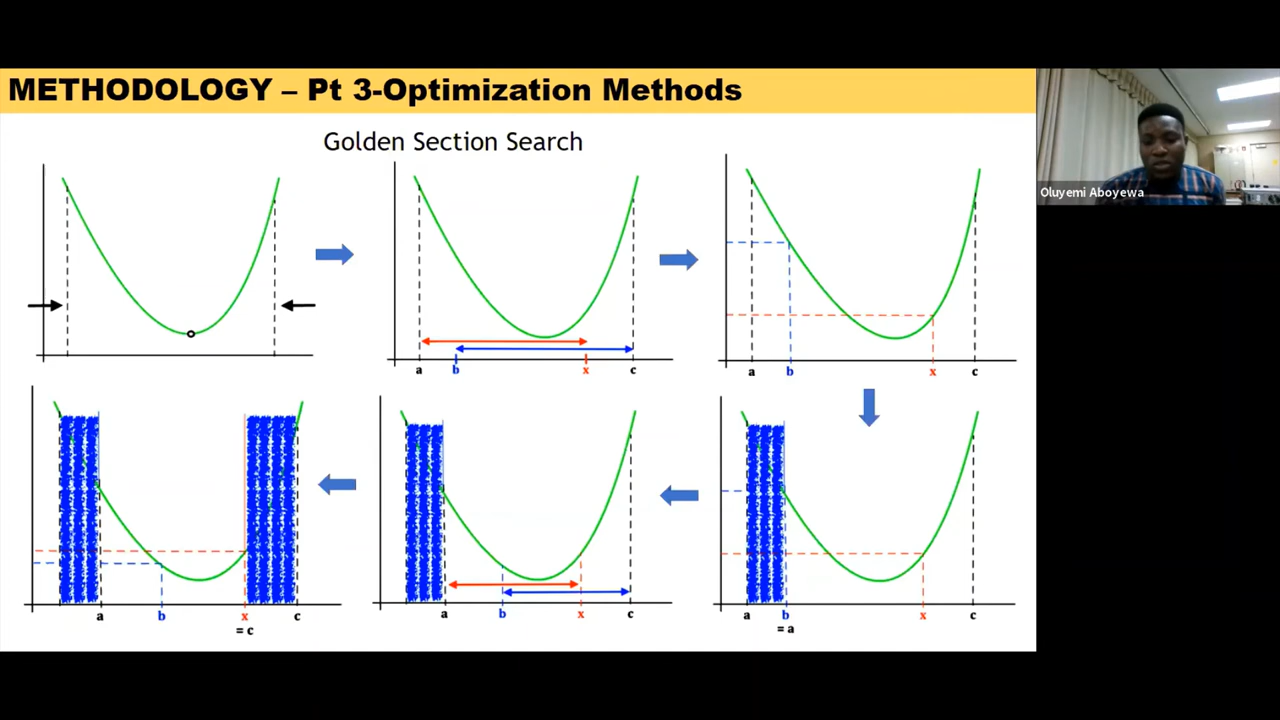 METHODOLOGY – Pt 3-Optimization Methods
Oluyemi Aboyewa
Golden Section Search
a b x c
a b x c
a b x c
= c
a b x c
a b x c
= a